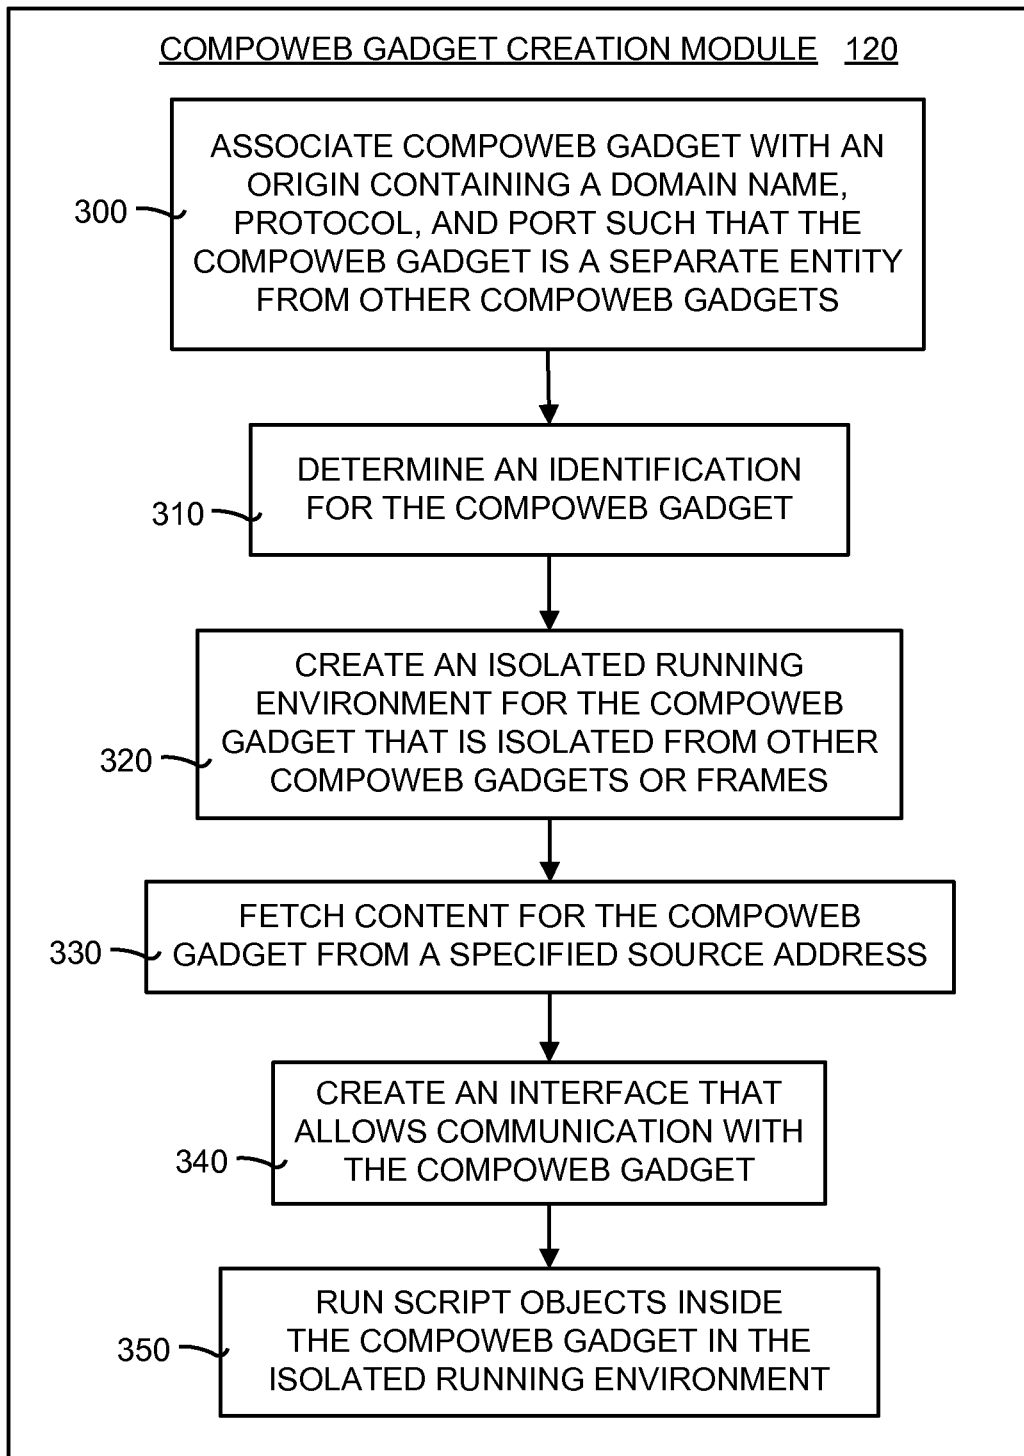 COMPOWEB GADGET CREATION MODULE 120
ASSOCIATE COMPOWEB GADGET WITH AN
ORIGIN CONTAINING A DOMAIN NAME,
PROTOCOL, AND PORT SUCH THAT THE
COMPOWEB GADGET IS A SEPARATE ENTITY
FROM OTHER COMPOWEB GADGETS
300
DETERMINE AN IDENTIFICATION
FOR THE COMPOWEB GADGET
310
CREATE AN ISOLATED RUNNING
ENVIRONMENT FOR THE COMPOWEB
GADGET THAT IS ISOLATED FROM OTHER
COMPOWEB GADGETS OR FRAMES
320
FETCH CONTENT FOR THE COMPOWEB
GADGET FROM A SPECIFIED SOURCE ADDRESS
330
CREATE AN INTERFACE THAT
ALLOWS COMMUNICATION WITH
THE COMPOWEB GADGET
340
RUN SCRIPT OBJECTS INSIDE
THE COMPOWEB GADGET IN THE
ISOLATED RUNNING ENVIRONMENT
350